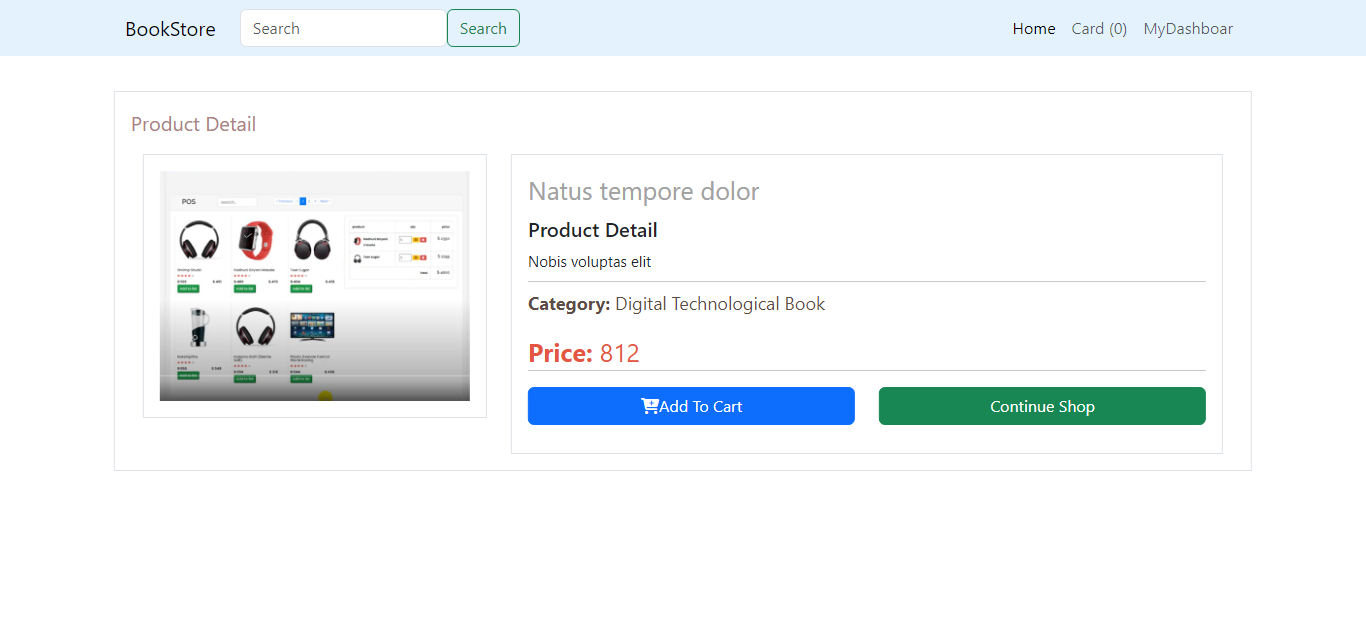 BookStore Search Search Home Card (0) MyDashboar
Product Detail
POS
Natus tempore dolor
Product Detail
Nobis voluptas elit
Category: Digital Technological Book
Price: 812
Add To Cart Continue Shop